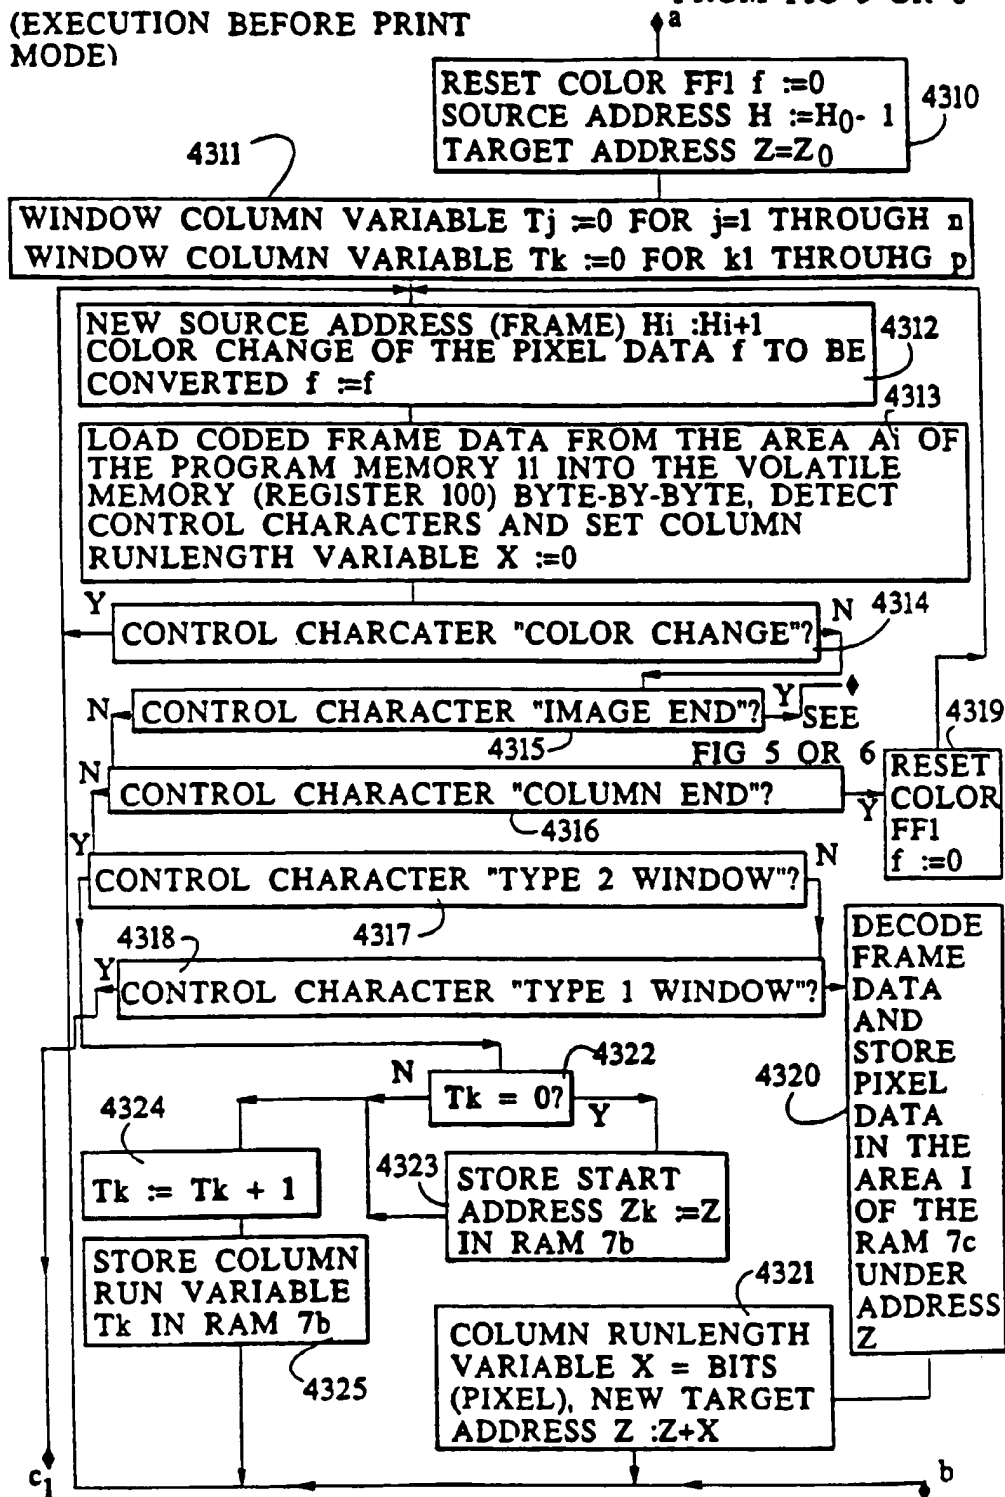 FROM FIG 5 OR 6
(EXECUTION BEFORE PRINT
MODE)
a
RESET COLOR FF1 f :=0
SOURCE ADDRESS H :=H0- 1
TARGET ADDRESS Z=Z0
4310
4311
WINDOW COLUMN VARIABLE Tj :=0 FOR j=1 THROUGH n
WINDOW COLUMN VARIABLE Tk :=0 FOR k1 THROUHG p
NEW SOURCE ADDRESS (FRAME) Hi :Hi+1
COLOR CHANGE OF THE PIXEL DATA f TO BE
CONVERTED f :=f
4312
4313
LOAD CODED FRAME DATA FROM THE AREA Ai OF
THE PROGRAM MEMORY 11 INTO THE VOLATILE
MEMORY (REGISTER 100) BYTE-BY-BYTE, DETECT
CONTROL CHARACTERS AND SET COLUMN
RUNLENGTH VARIABLE X :=0
Y
CONTROL CHARCATER "COLOR CHANGE"?
N
4314
N
CONTROL CHARACTER "IMAGE END"?
Y
SEE
FIG 5 OR 6
4315
4319
RESET
COLOR
FF1
f :=0
N
CONTROL CHARACTER "COLUMN END"?
Y
4316
Y
CONTROL CHARACTER "TYPE 2 WINDOW"?
N
4317
4318
Y
CONTROL CHARACTER "TYPE 1 WINDOW"?
DECODE
FRAME
DATA
AND
STORE
PIXEL
DATA
IN THE
AREA I
OF THE
RAM 7c
UNDER
ADDRESS
Z
4320
4322
N
Tk = 0?
Y
4324
Tk := Tk + 1
4323
STORE START
ADDRESS Zk :=Z
IN RAM 7b
STORE COLUMN
RUN VARIABLE
Tk IN RAM 7b
4325
4321
COLUMN RUNLENGTH
VARIABLE X = BITS
(PIXEL), NEW TARGET
ADDRESS Z :Z+X
c1
b